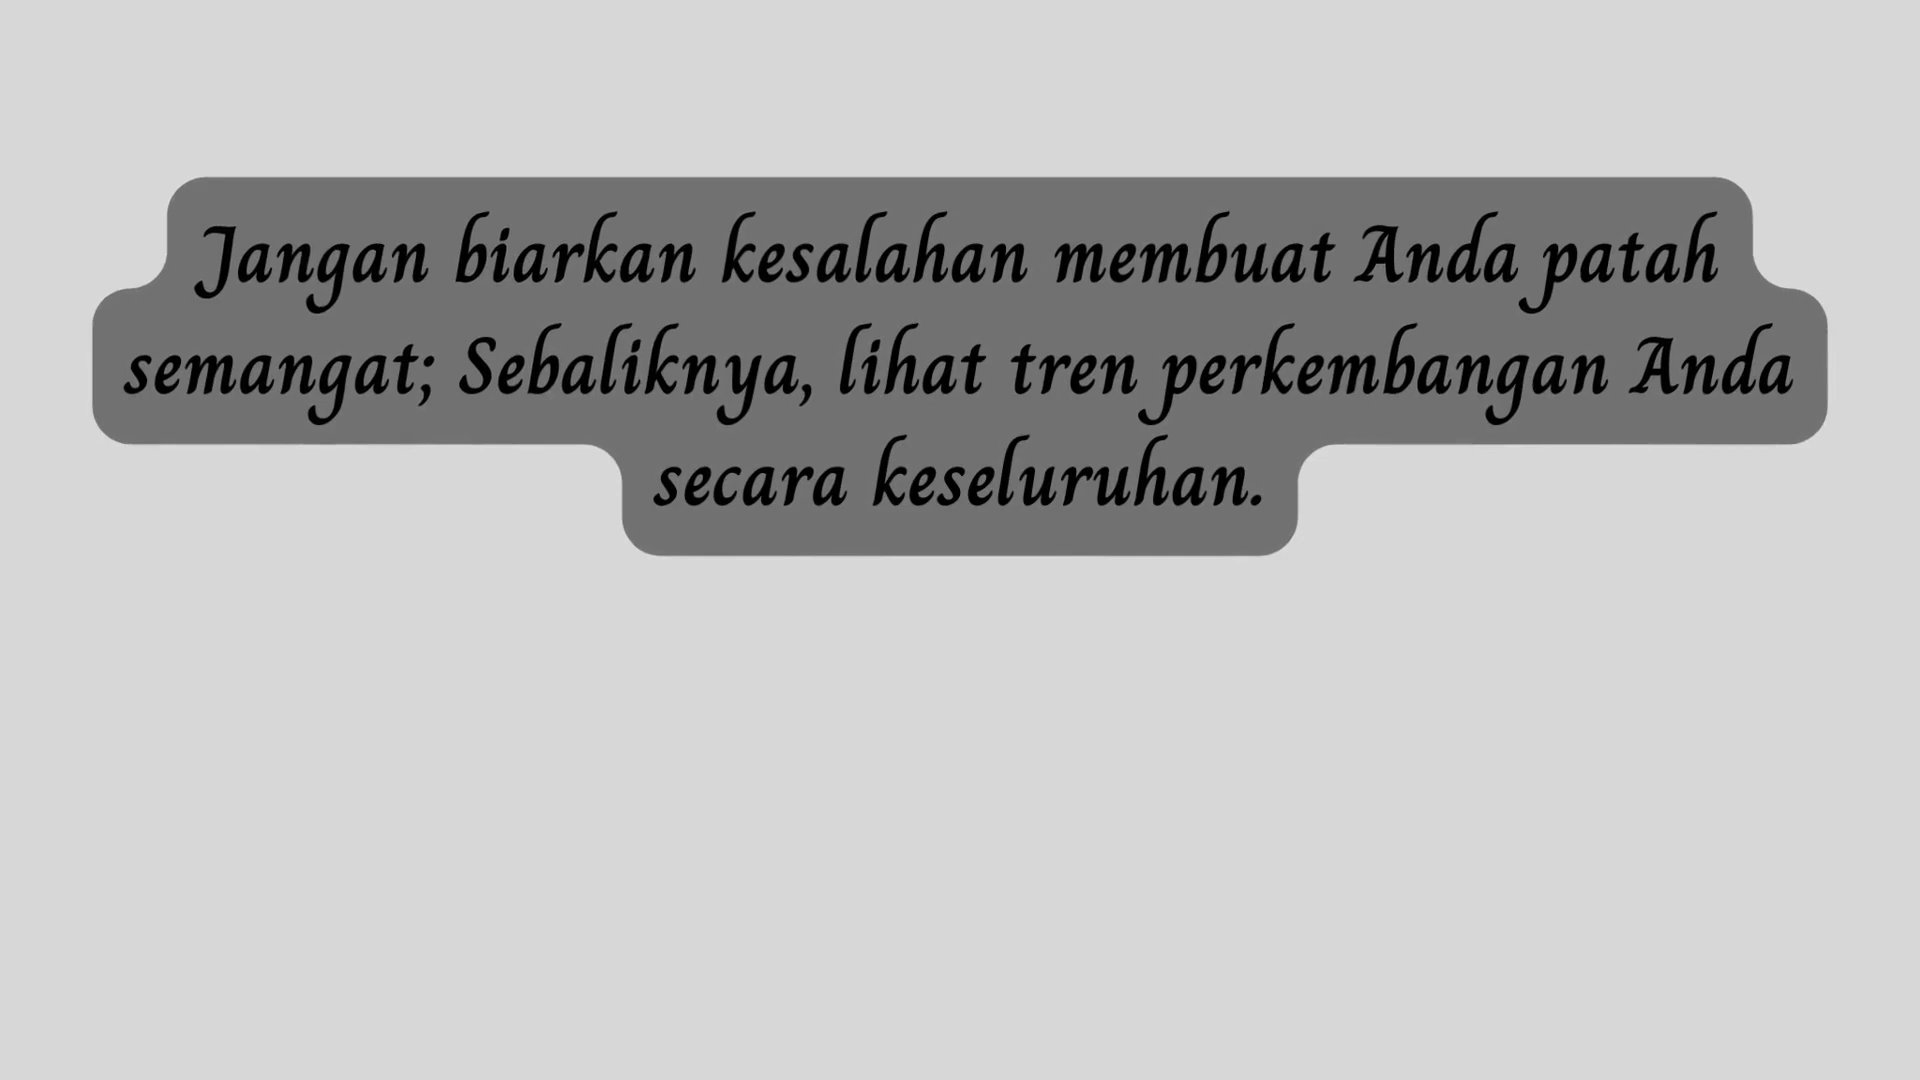 Jangan biarkan kesalahan membuat Anda patah
semangat; Sebaliknya, lihat tren perkembangan Anda
secara keseluruhan.